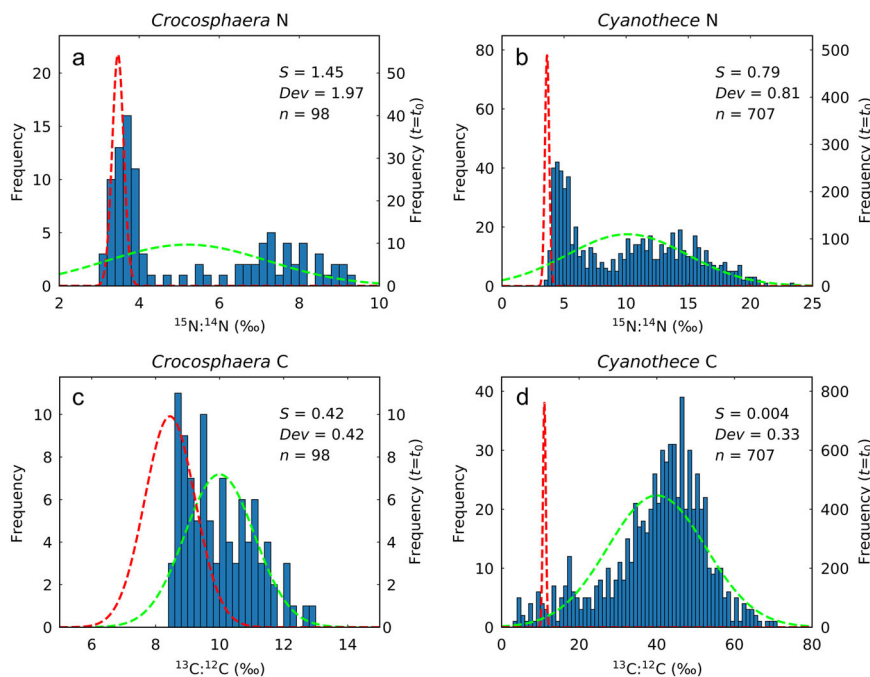 Crocosphaera N
a
S = 1.45
Dev = 1.97
n = 98
Frequency
20
15
10
5
0
Frequency (t=t₀)
50
40
30
20
10
0
2 4 6 8 10
¹⁵N:¹⁴N (‰)
Cyanothece N
b
S = 0.79
Dev = 0.81
n = 707
Frequency
80
60
40
20
0
Frequency (t=t₀)
500
400
300
200
100
0
0 5 10 15 20 25
¹⁵N:¹⁴N (‰)
Crocosphaera C
c
S = 0.42
Dev = 0.42
n = 98
Frequency
10
8
6
4
2
0
Frequency (t=t₀)
10
8
6
4
2
0
6 8 10 12 14
¹³C:¹²C (‰)
Cyanothece C
d
S = 0.004
Dev = 0.33
n = 707
Frequency
40
30
20
10
0
Frequency (t=t₀)
800
600
400
200
0
0 20 40 60 80
¹³C:¹²C (‰)